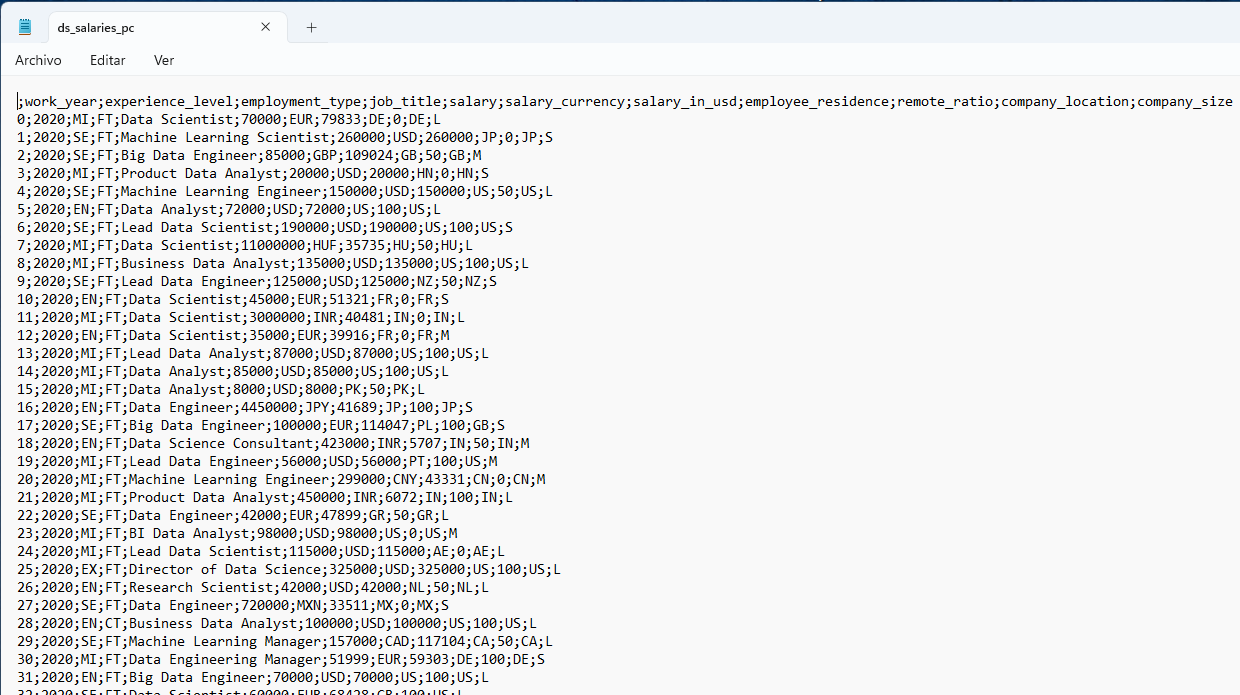 ds_salaries_pc
Archivo Editar Ver
;work_year;experience_level;employment_type;job_title;salary;salary_currency;salary_in_usd;employee_residence;remote_ratio;company_location;company_size
0;2020;MI;FT;Data Scientist;70000;EUR;79833;DE;0;DE;L
1;2020;SE;FT;Machine Learning Scientist;260000;USD;260000;JP;0;JP;S
2;2020;SE;FT;Big Data Engineer;85000;GBP;109024;GB;50;GB;M
3;2020;MI;FT;Product Data Analyst;20000;USD;20000;HN;0;HN;S
4;2020;SE;FT;Machine Learning Engineer;150000;USD;150000;US;50;US;L
5;2020;EN;FT;Data Analyst;72000;USD;72000;US;100;US;L
6;2020;SE;FT;Lead Data Scientist;190000;USD;190000;US;100;US;S
7;2020;MI;FT;Data Scientist;11000000;HUF;35735;HU;50;HU;L
8;2020;MI;FT;Business Data Analyst;135000;USD;135000;US;100;US;L
9;2020;SE;FT;Lead Data Engineer;125000;USD;125000;NZ;50;NZ;S
10;2020;EN;FT;Data Scientist;45000;EUR;51321;FR;0;FR;S
11;2020;MI;FT;Data Scientist;3000000;INR;40481;IN;0;IN;L
12;2020;EN;FT;Data Scientist;35000;EUR;39916;FR;0;FR;M
13;2020;MI;FT;Lead Data Analyst;87000;USD;87000;US;100;US;L
14;2020;MI;FT;Data Analyst;85000;USD;85000;US;100;US;L
15;2020;MI;FT;Data Analyst;8000;USD;8000;PK;50;PK;L
16;2020;EN;FT;Data Engineer;4450000;JPY;41689;JP;100;JP;S
17;2020;SE;FT;Big Data Engineer;100000;EUR;114047;PL;100;GB;S
18;2020;EN;FT;Data Science Consultant;423000;INR;5707;IN;50;IN;M
19;2020;MI;FT;Lead Data Engineer;56000;USD;56000;PT;100;US;M
20;2020;MI;FT;Machine Learning Engineer;299000;CNY;43331;CN;0;CN;M
21;2020;MI;FT;Product Data Analyst;450000;INR;6072;IN;100;IN;L
22;2020;SE;FT;Data Engineer;42000;EUR;47899;GR;50;GR;L
23;2020;MI;FT;BI Data Analyst;98000;USD;98000;US;0;US;M
24;2020;MI;FT;Lead Data Scientist;115000;USD;115000;AE;0;AE;L
25;2020;EX;FT;Director of Data Science;325000;USD;325000;US;100;US;L
26;2020;EN;FT;Research Scientist;42000;USD;42000;NL;50;NL;L
27;2020;SE;FT;Data Engineer;720000;MXN;33511;MX;0;MX;S
28;2020;EN;CT;Business Data Analyst;100000;USD;100000;US;100;US;L
29;2020;SE;FT;Machine Learning Manager;157000;CAD;117104;CA;50;CA;L
30;2020;MI;FT;Data Engineering Manager;51999;EUR;59303;DE;100;DE;S
31;2020;EN;FT;Big Data Engineer;70000;USD;70000;US;100;US;L
32;2020;SE;FT;Data Scientist;60000;EUR;68428;GR;100;US;L